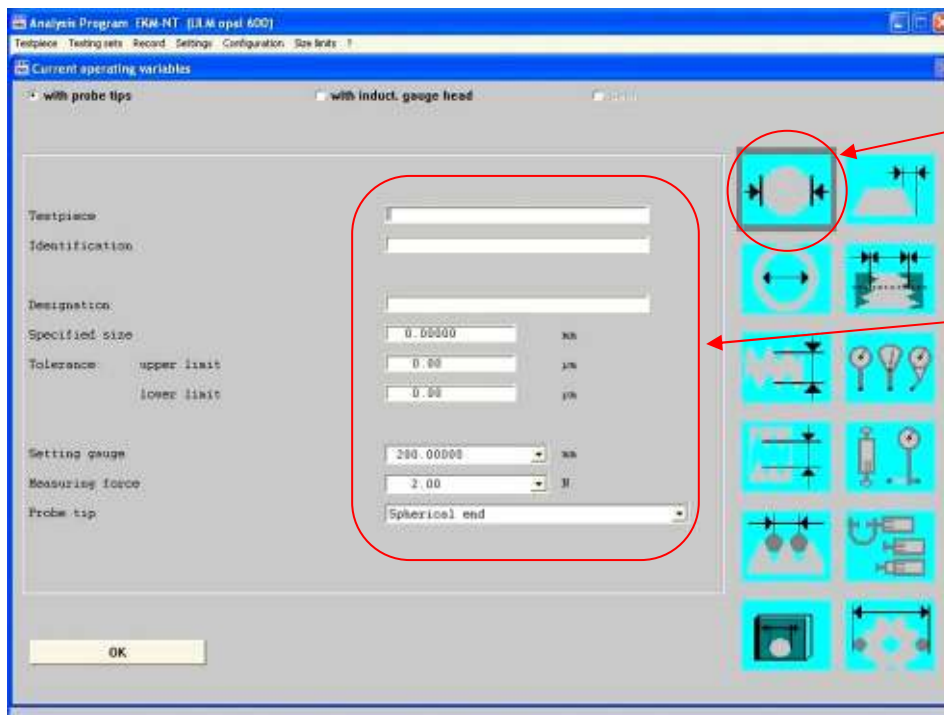 Analysis Program EKM-NT (ULM opal 600)
Testpiece Testing sets Record Settings Configuration Size limits ?
Current operating variables
with probe tips with induct. gauge head
Testpiece
Identification
Designation
Specified size 0.00000 mm
Tolerance upper limit 0.00 µm
lower limit 0.00 µm
Setting gauge 200.00000 mm
Measuring force 2.00 N
Probe tip Spherical end
OK